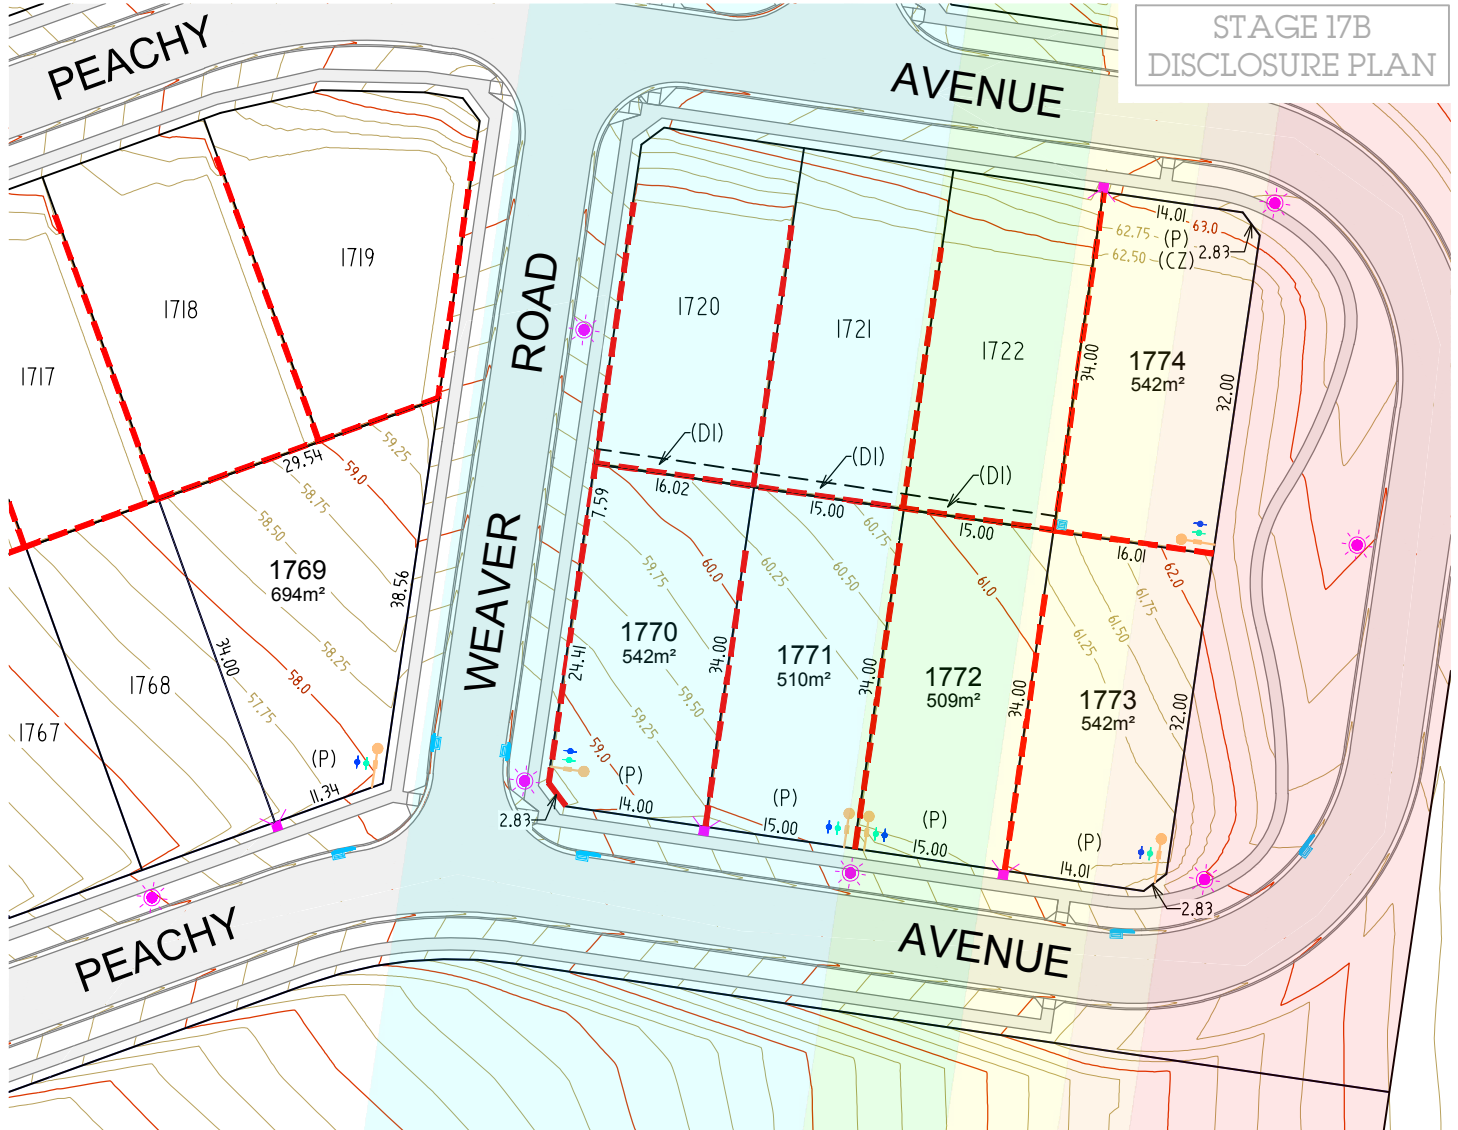 STAGE 17B
DISCLOSURE PLAN
PEACHY
AVENUE
1719
1718
1717
ROAD
1720
1721
1722
14.01
63.0
62.75
(P)
62.50
(CZ)
2.83
34.00
1774
542m²
32.00
59.25
29.54
59.0
58.75
58.50
(D1)
(D1)
(D1)
16.02
15.00
60.75
15.00
16.01
62.0
7.59
WEAVER
1769
694m²
38.56
34.00
58.25
58.0
57.75
1768
1767
(P)
11.34
59.75
60.0
60.25
60.50
61.0
61.25
61.50
61.75
1770
542m²
24.41
34.00
59.50
59.25
59.0
(P)
14.00
2.83
1771
510m²
34.00
(P)
15.00
1772
509m²
34.00
(P)
15.00
1773
542m²
32.00
(P)
14.01
2.83
PEACHY
AVENUE